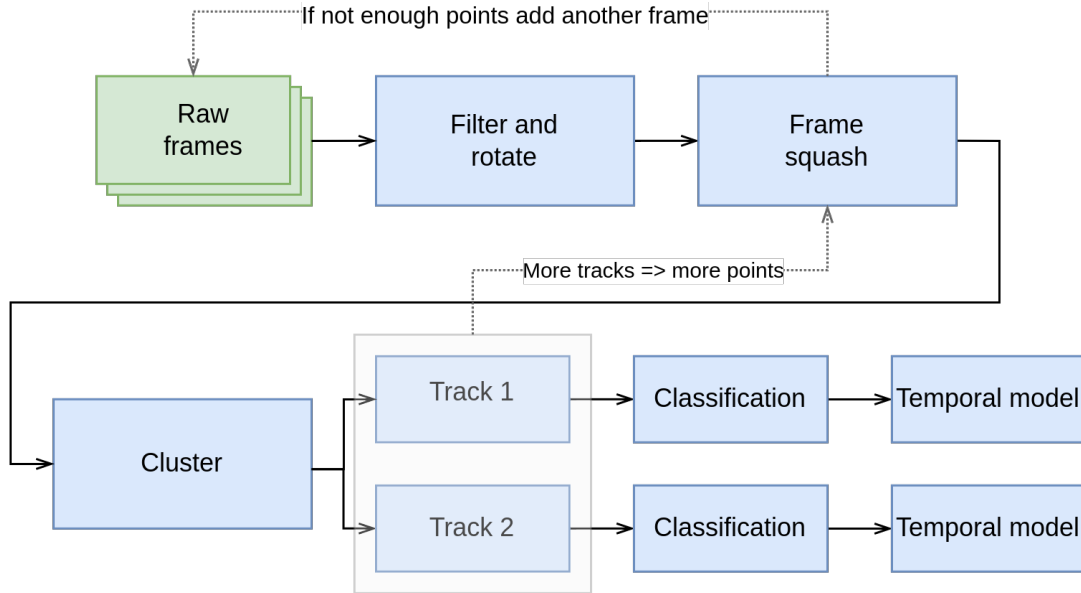 If not enough points add another frame
Raw
frames
Filter and
rotate
Frame
squash
More tracks => more points
Cluster
Track 1
Classification
Temporal model
Track 2
Classification
Temporal model